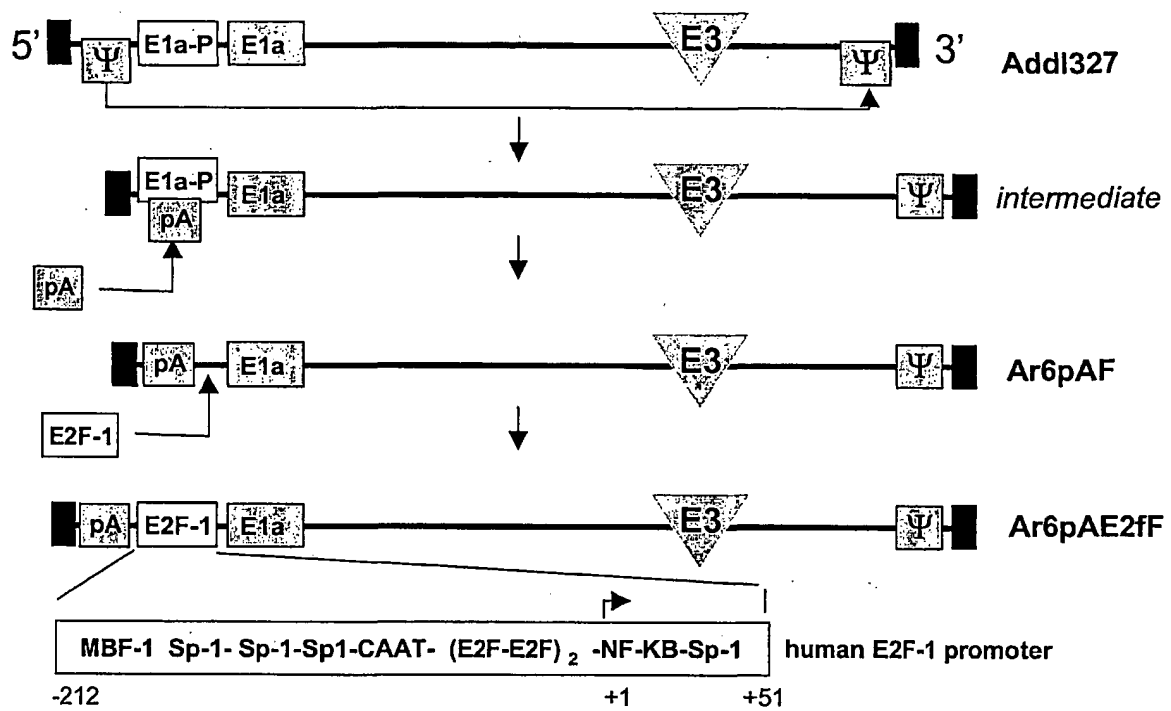 5' Ψ E1a-P E1a E3 Ψ 3' Addl327
E1a-P pA E1a E3 Ψ intermediate
pA
pA E1a E3 Ψ Ar6pAF
E2F-1
pA E2F-1 E1a E3 Ψ Ar6pAE2fF
MBF-1 Sp-1- Sp-1-Sp1-CAAT- (E2F-E2F) 2 -NF-KB-Sp-1 human E2F-1 promoter
-212 +1 +51